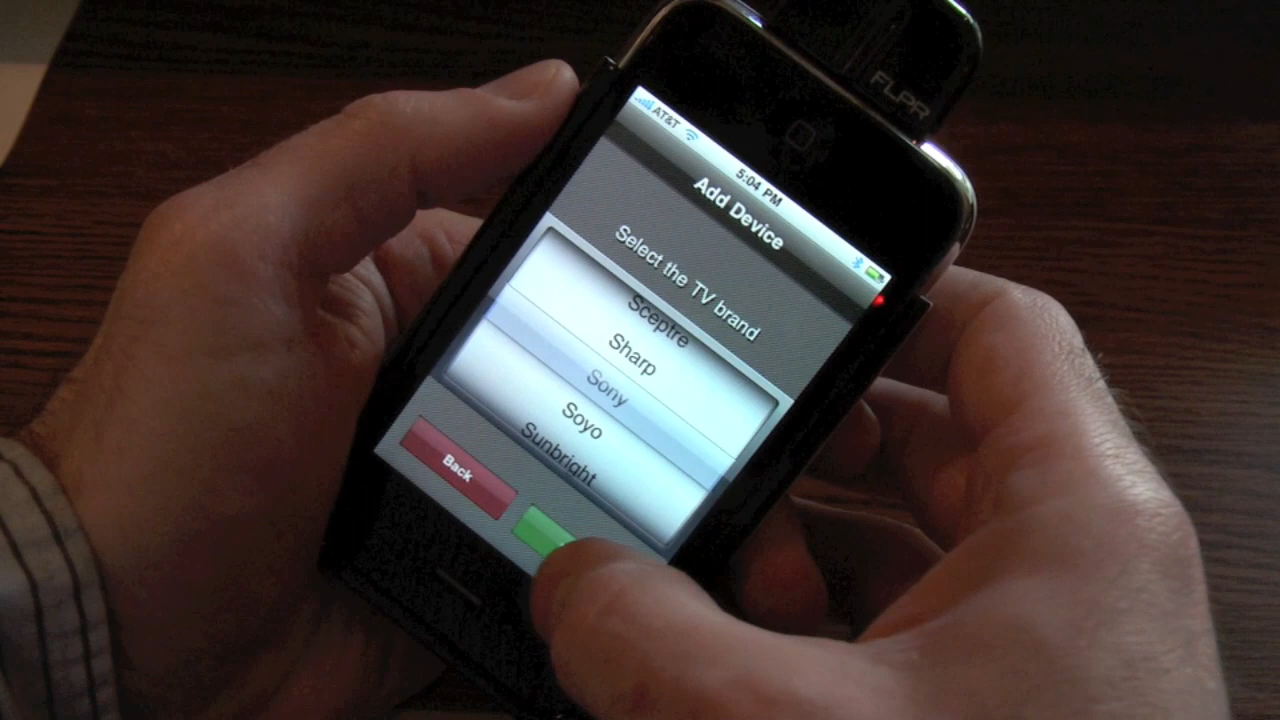 FLPR
AT&T
5:04 PM
Add Device
Select the TV brand
Sceptre
Sharp
Sony
Soyo
Sunbright
Back